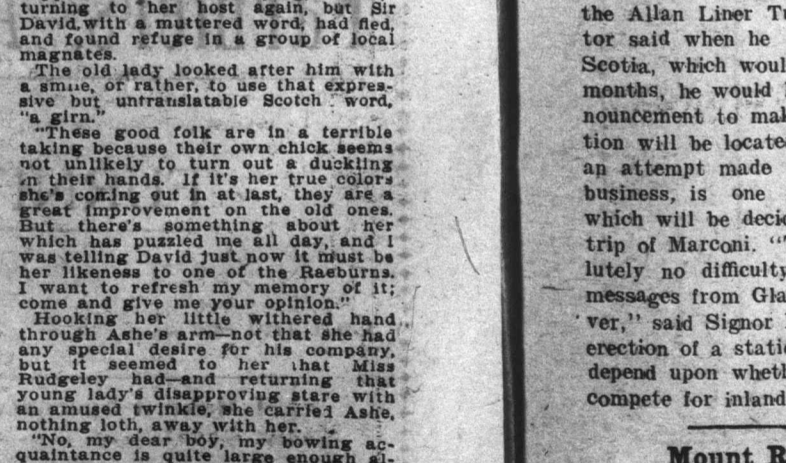 turning to her host again, but Sir
David, with a muttered word, had fled,
and found refuge in a group of local
magnates.
The old lady looked after him with
a smile, or rather, to use that expres-
sive but untranslatable Scotch word,
"a girn."
"These good folk are in a terrible
taking because their own chick seems
not unlikely to turn out a duckling
in their hands. If it's her true colors
she's coming out in at last, they are a
great improvement on the old ones.
But there's something about her
which has puzzled me all day, and I
was telling David just now it must be
her likeness to one of the Raeburns.
I want to refresh my memory of it;
come and give me your opinion."
Hooking her little withered hand
through Ashe's arm—not that she had
any special desire for his company,
but it seemed to her that Miss
Rudgeley had—and returning that
young lady's disapproving stare with
an amused twinkle, she carried Ashe,
nothing loth, away with her.
"No, my dear boy, my bowing ac-
quaintance is quite large enough al-
the Allan Liner Tu
tor said when he
Scotia, which woul
months, he would
nouncement to mak
tion will be locate
an attempt made
business, is one
which will be deci
trip of Marconi. "
lutely no difficulty
messages from Gla
ver," said Signor
erection of a stati
depend upon wheth
compete for inland
Mount R